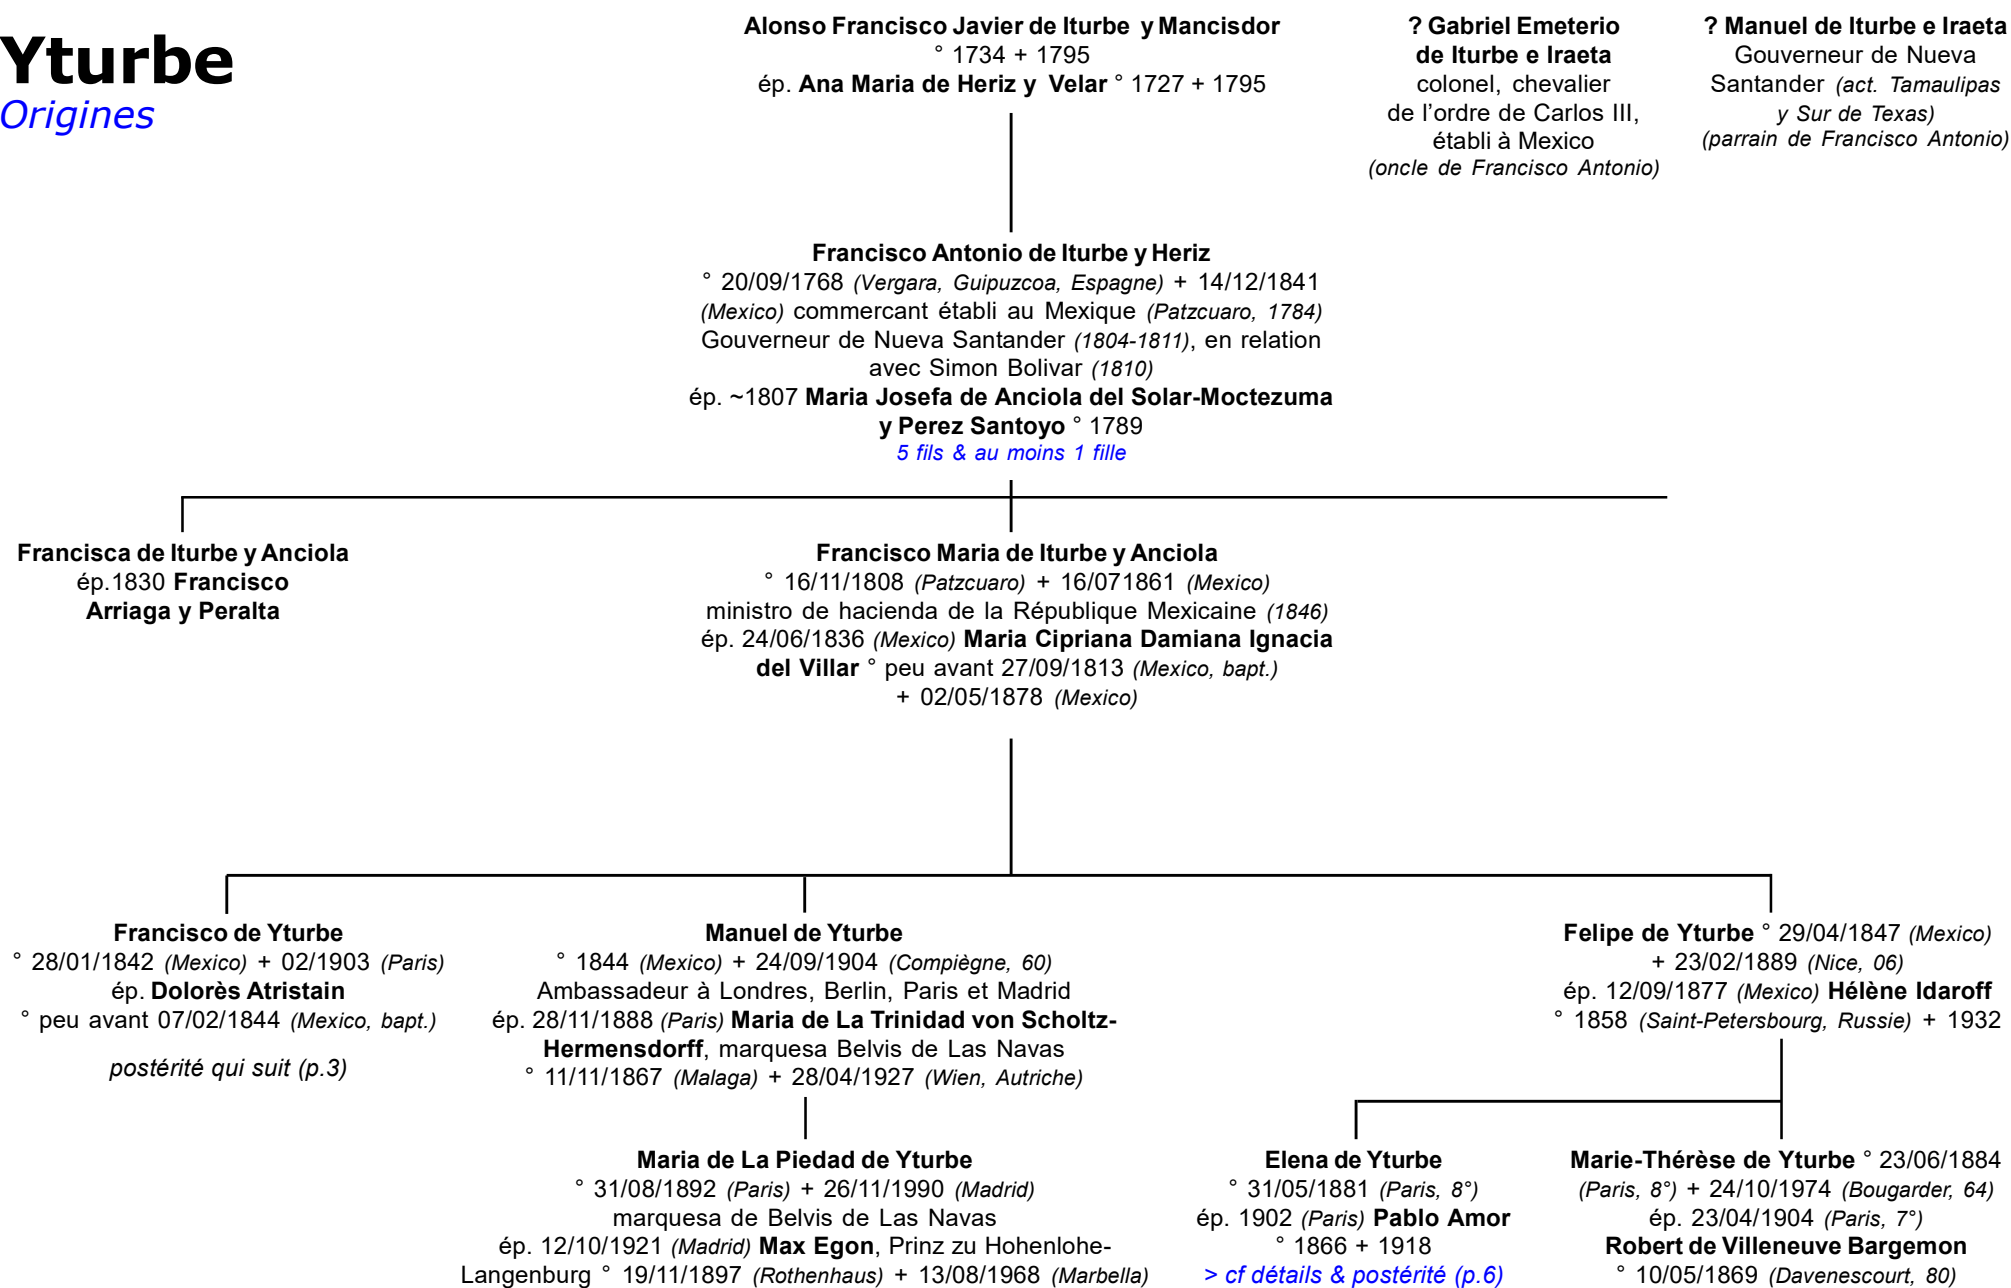 Yturbe
Origines
Alonso Francisco Javier de Iturbe y Mancisdor
° 1734 + 1795
ép. Ana Maria de Heriz y Velar ° 1727 + 1795
? Gabriel Emeterio
de Iturbe e Iraeta
colonel, chevalier
de l'ordre de Carlos III,
établi à Mexico
(oncle de Francisco Antonio)
? Manuel de Iturbe e Iraeta
Gouverneur de Nueva
Santander (act. Tamaulipas
y Sur de Texas)
(parrain de Francisco Antonio)
Francisco Antonio de Iturbe y Heriz
° 20/09/1768 (Vergara, Guipuzcoa, Espagne) + 14/12/1841
(Mexico) commercant établi au Mexique (Patzcuaro, 1784)
Gouverneur de Nueva Santander (1804-1811), en relation
avec Simon Bolivar (1810)
ép. ~1807 Maria Josefa de Anciola del Solar-Moctezuma
y Perez Santoyo ° 1789
5 fils & au moins 1 fille
Francisca de Iturbe y Anciola
ép.1830 Francisco
Arriaga y Peralta
Francisco Maria de Iturbe y Anciola
° 16/11/1808 (Patzcuaro) + 16/071861 (Mexico)
ministro de hacienda de la République Mexicaine (1846)
ép. 24/06/1836 (Mexico) Maria Cipriana Damiana Ignacia
del Villar ° peu avant 27/09/1813 (Mexico, bapt.)
+ 02/05/1878 (Mexico)
Francisco de Yturbe
° 28/01/1842 (Mexico) + 02/1903 (Paris)
ép. Dolorès Atristain
° peu avant 07/02/1844 (Mexico, bapt.)
postérité qui suit (p.3)
Manuel de Yturbe
° 1844 (Mexico) + 24/09/1904 (Compiègne, 60)
Ambassadeur à Londres, Berlin, Paris et Madrid
ép. 28/11/1888 (Paris) Maria de La Trinidad von Scholtz-
Hermensdorff, marquesa Belvis de Las Navas
° 11/11/1867 (Malaga) + 28/04/1927 (Wien, Autriche)
Felipe de Yturbe ° 29/04/1847 (Mexico)
+ 23/02/1889 (Nice, 06)
ép. 12/09/1877 (Mexico) Hélène Idaroff
° 1858 (Saint-Petersbourg, Russie) + 1932
Maria de La Piedad de Yturbe
° 31/08/1892 (Paris) + 26/11/1990 (Madrid)
marquesa de Belvis de Las Navas
ép. 12/10/1921 (Madrid) Max Egon, Prinz zu Hohenlohe-
Langenburg ° 19/11/1897 (Rothenhaus) + 13/08/1968 (Marbella)
Elena de Yturbe
° 31/05/1881 (Paris, 8°)
ép. 1902 (Paris) Pablo Amor
° 1866 + 1918
> cf détails & postérité (p.6)
Marie-Thérèse de Yturbe ° 23/06/1884
(Paris, 8°) + 24/10/1974 (Bougarder, 64)
ép. 23/04/1904 (Paris, 7°)
Robert de Villeneuve Bargemon
° 10/05/1869 (Davenescourt, 80)